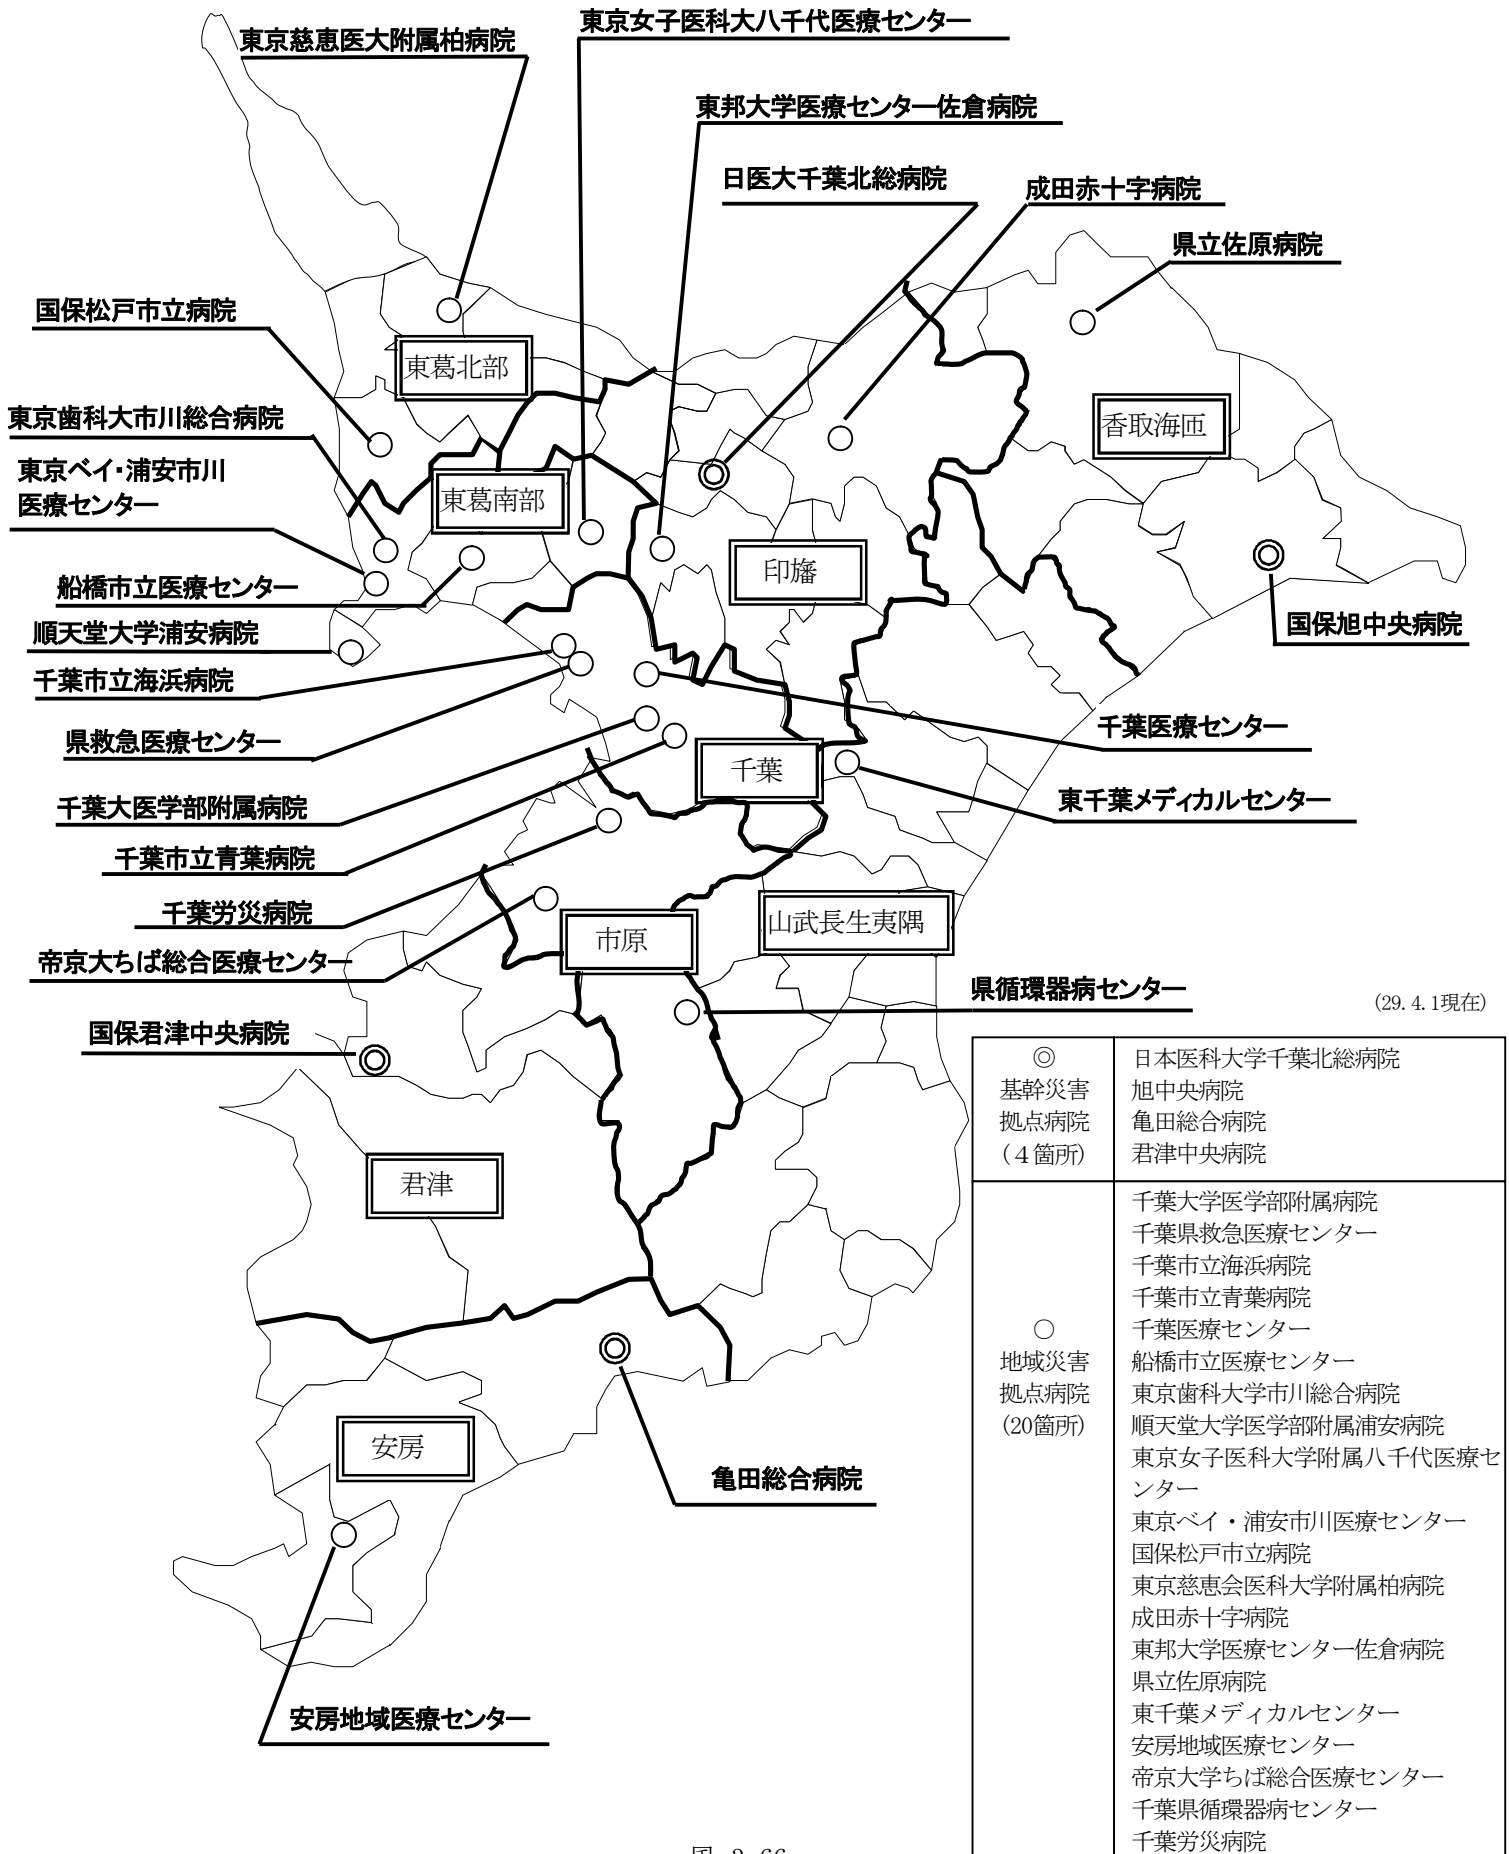 東京女子医科大八千代医療センター
東京慈恵医大附属柏病院
東邦大学医療センター佐倉病院
日医大千葉北総病院
成田赤十字病院
県立佐原病院
国保松戸市立病院
東葛北部
東京歯科大市川総合病院
香取海匝
東京ベイ・浦安市川
医療センター
東葛南部
印旛
船橋市立医療センター
国保旭中央病院
順天堂大学浦安病院
千葉市立海浜病院
千葉医療センター
県救急医療センター
千葉
東千葉メディカルセンター
千葉大医学部附属病院
千葉市立青葉病院
千葉労災病院
山武長生夷隅
市原
帝京大ちば総合医療センター
県循環器病センター
(29.4.1現在)
国保君津中央病院
君津
安房
亀田総合病院
安房地域医療センター
◎
基幹災害
拠点病院
(４箇所)
日本医科大学千葉北総病院
旭中央病院
亀田総合病院
君津中央病院
○
地域災害
拠点病院
(20箇所)
千葉大学医学部附属病院
千葉県救急医療センター
千葉市立海浜病院
千葉市立青葉病院
千葉医療センター
船橋市立医療センター
東京歯科大学市川総合病院
順天堂大学医学部附属浦安病院
東京女子医科大学附属八千代医療セ
ンター
東京ベイ・浦安市川医療センター
国保松戸市立病院
東京慈恵会医科大学附属柏病院
成田赤十字病院
東邦大学医療センター佐倉病院
県立佐原病院
東千葉メディカルセンター
安房地域医療センター
帝京大学ちば総合医療センター
千葉県循環器病センター
千葉労災病院